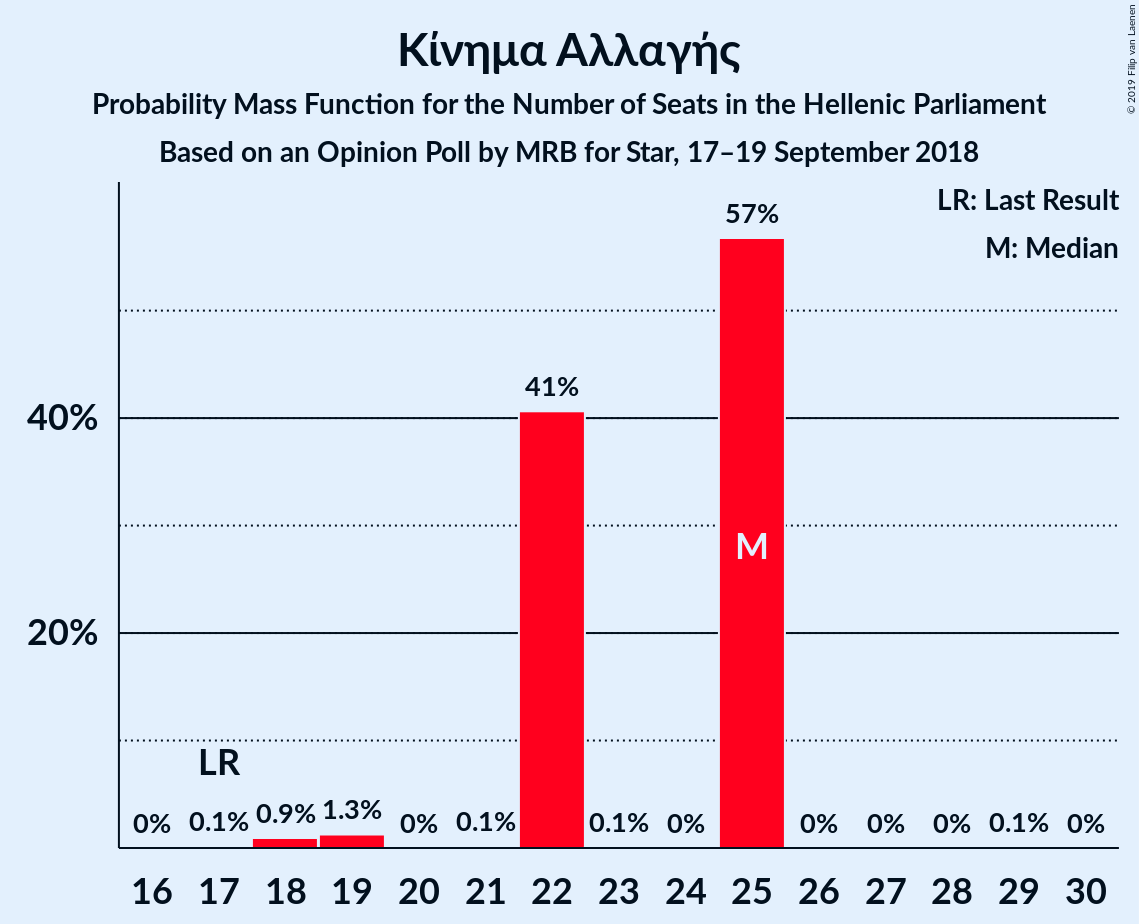 Κίνημα Αλλαγής
Probability Mass Function for the Number of Seats in the Hellenic Parliament
Based on an Opinion Poll by MRB for Star, 17–19 September 2018
© 2019 Filip van Laenen
LR: Last Result
M: Median
57%
41%
40%
M
20%
LR
0% 0.1% 0.9% 1.3% 0% 0.1% 0.1% 0% 0% 0% 0% 0.1% 0%
16 17 18 19 20 21 22 23 24 25 26 27 28 29 30